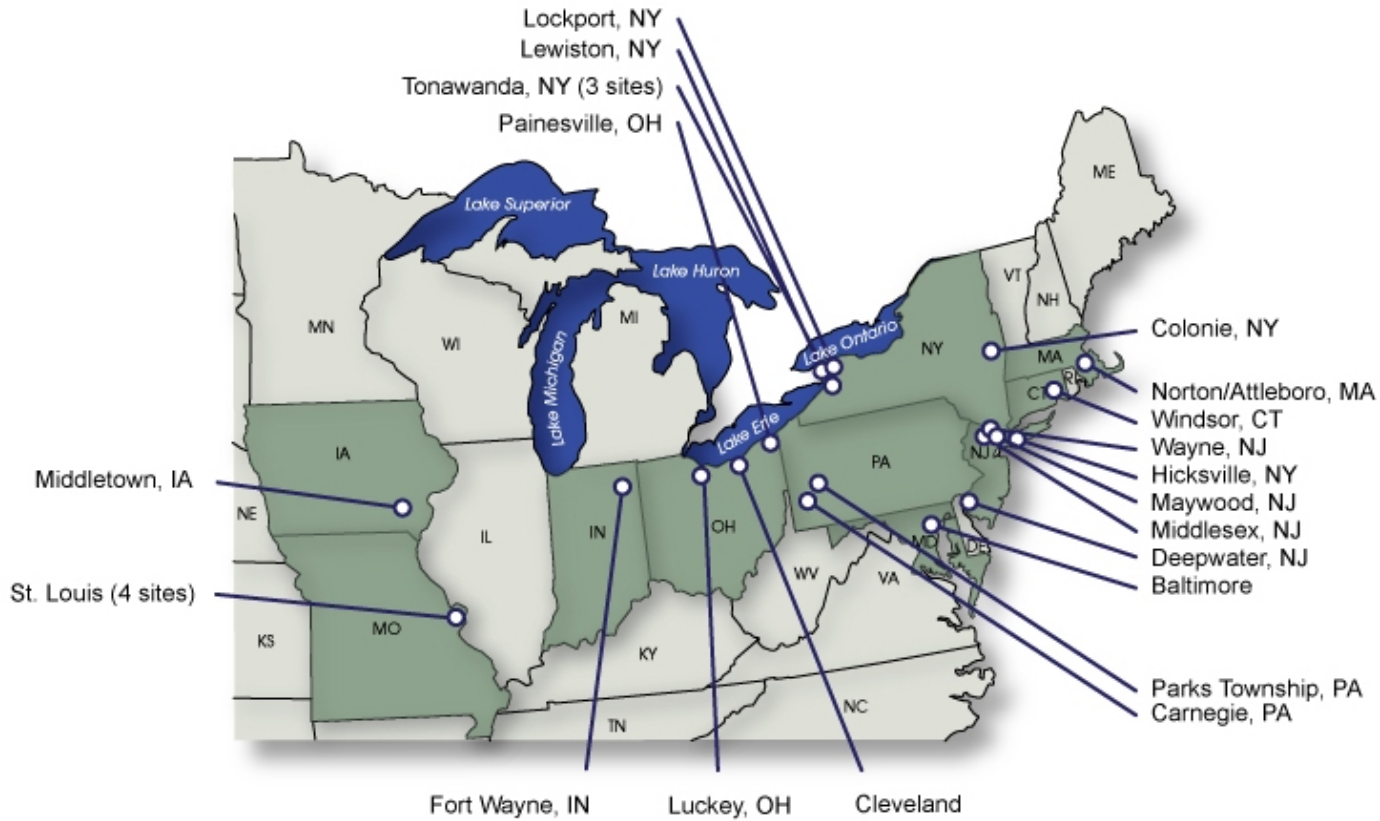 Lockport, NY
Lewiston, NY
Tonawanda, NY (3 sites)
Painesville, OH
ME
Lake Superior
Lake Huron
VT
NH
MN
MI
WI
Lake Michigan
Lake Ontario
NY
Colonie, NY
MA
RI
CT
Norton/Attleboro, MA
Windsor, CT
Wayne, NJ
Hicksville, NY
Maywood, NJ
Middlesex, NJ
Deepwater, NJ
Baltimore
Lake Erie
IA
PA
NJ
Middletown, IA
NE
IL
IN
OH
MD
DE
WV
VA
St. Louis (4 sites)
MO
KS
KY
NC
TN
Parks Township, PA
Carnegie, PA
Fort Wayne, IN
Luckey, OH
Cleveland